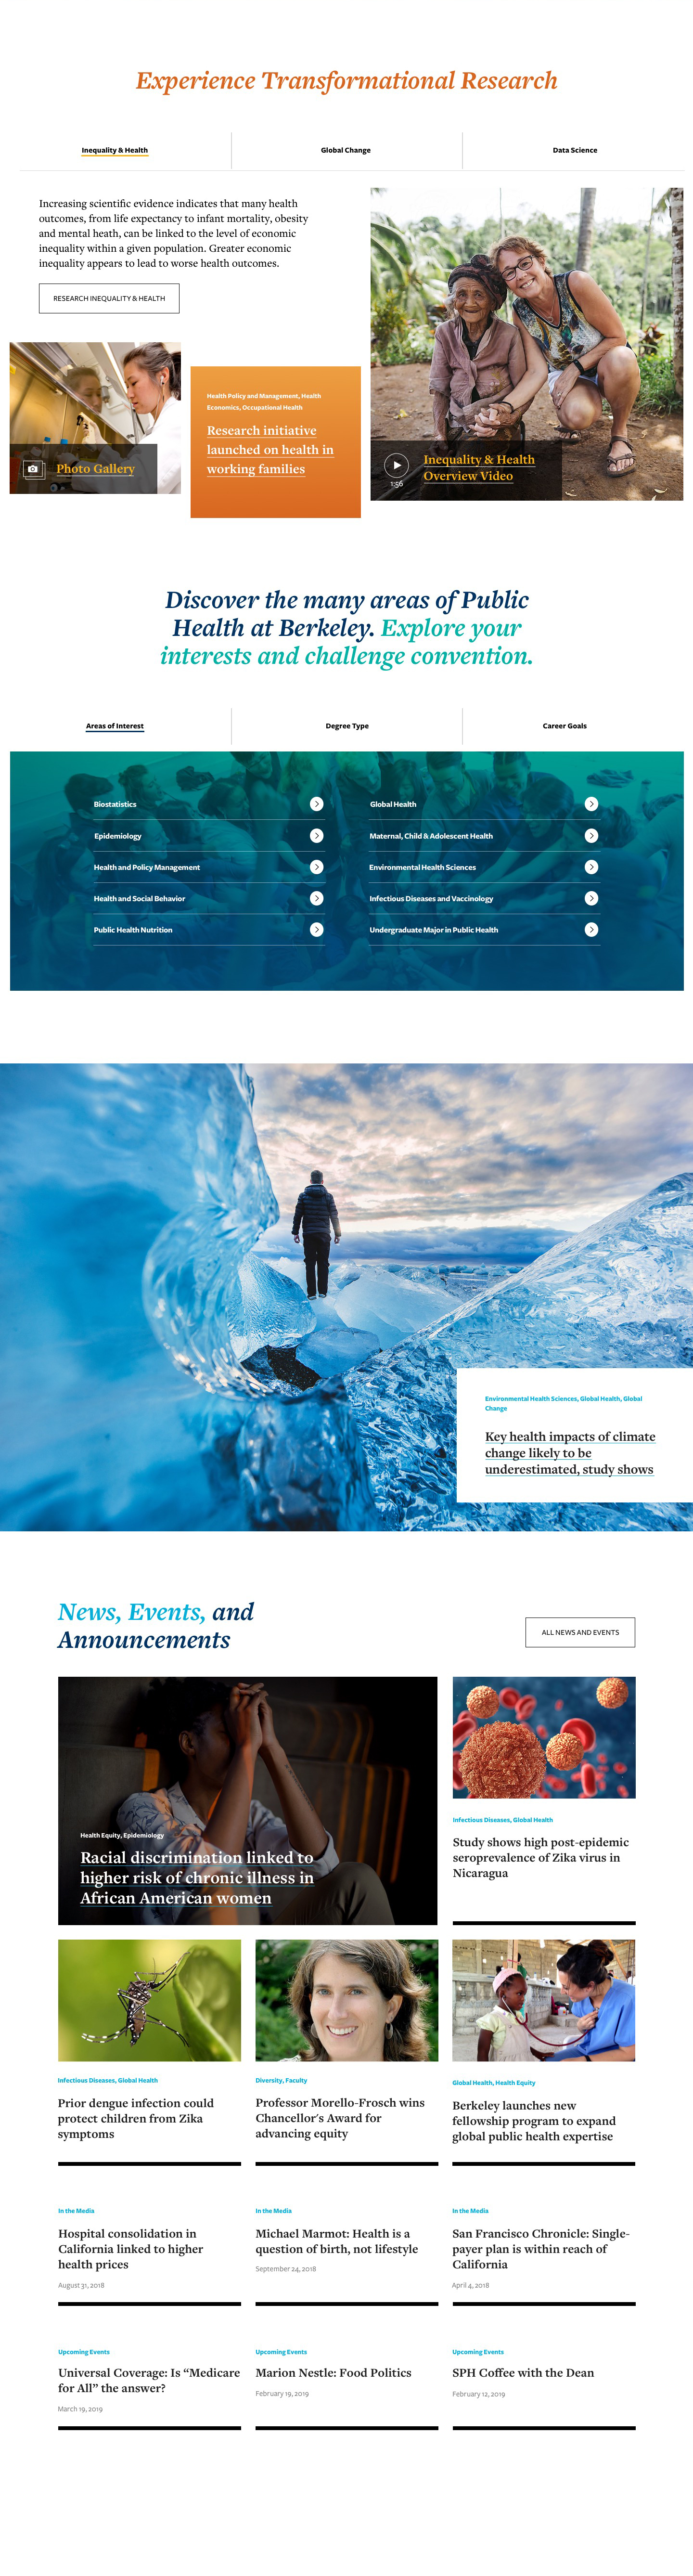 Experience Transformational Research
Inequality & Health
Global Change
Data Science
Increasing scientific evidence indicates that many health
outcomes, from life expectancy to infant mortality, obesity
and mental heath, can be linked to the level of economic
inequality within a given population. Greater economic
inequality appears to lead to worse health outcomes.
RESEARCH INEQUALITY & HEALTH
Photo Gallery
Health Policy and Management, Health
Economics, Occupational Health
Research initiative
launched on health in
working families
1:56
Inequality & Health
Overview Video
Discover the many areas of Public
Health at Berkeley. Explore your
interests and challenge convention.
Areas of Interest
Degree Type
Career Goals
Biostatistics
Epidemiology
Health and Policy Management
Health and Social Behavior
Public Health Nutrition
Global Health
Maternal, Child & Adolescent Health
Environmental Health Sciences
Infectious Diseases and Vaccinology
Undergraduate Major in Public Health
Environmental Health Sciences, Global Health, Global
Change
Key health impacts of climate
change likely to be
underestimated, study shows
News, Events, and
Announcements
ALL NEWS AND EVENTS
Health Equity, Epidemiology
Racial discrimination linked to
higher risk of chronic illness in
African American women
Infectious Diseases, Global Health
Study shows high post-epidemic
seroprevalence of Zika virus in
Nicaragua
Infectious Diseases, Global Health
Prior dengue infection could
protect children from Zika
symptoms
Diversity, Faculty
Professor Morello-Frosch wins
Chancellor's Award for
advancing equity
Global Health, Health Equity
Berkeley launches new
fellowship program to expand
global public health expertise
In the Media
Hospital consolidation in
California linked to higher
health prices
August 31, 2018
In the Media
Michael Marmot: Health is a
question of birth, not lifestyle
September 24, 2018
In the Media
San Francisco Chronicle: Single-
payer plan is within reach of
California
April 4, 2018
Upcoming Events
Universal Coverage: Is “Medicare
for All” the answer?
March 19, 2019
Upcoming Events
Marion Nestle: Food Politics
February 19, 2019
Upcoming Events
SPH Coffee with the Dean
February 12, 2019